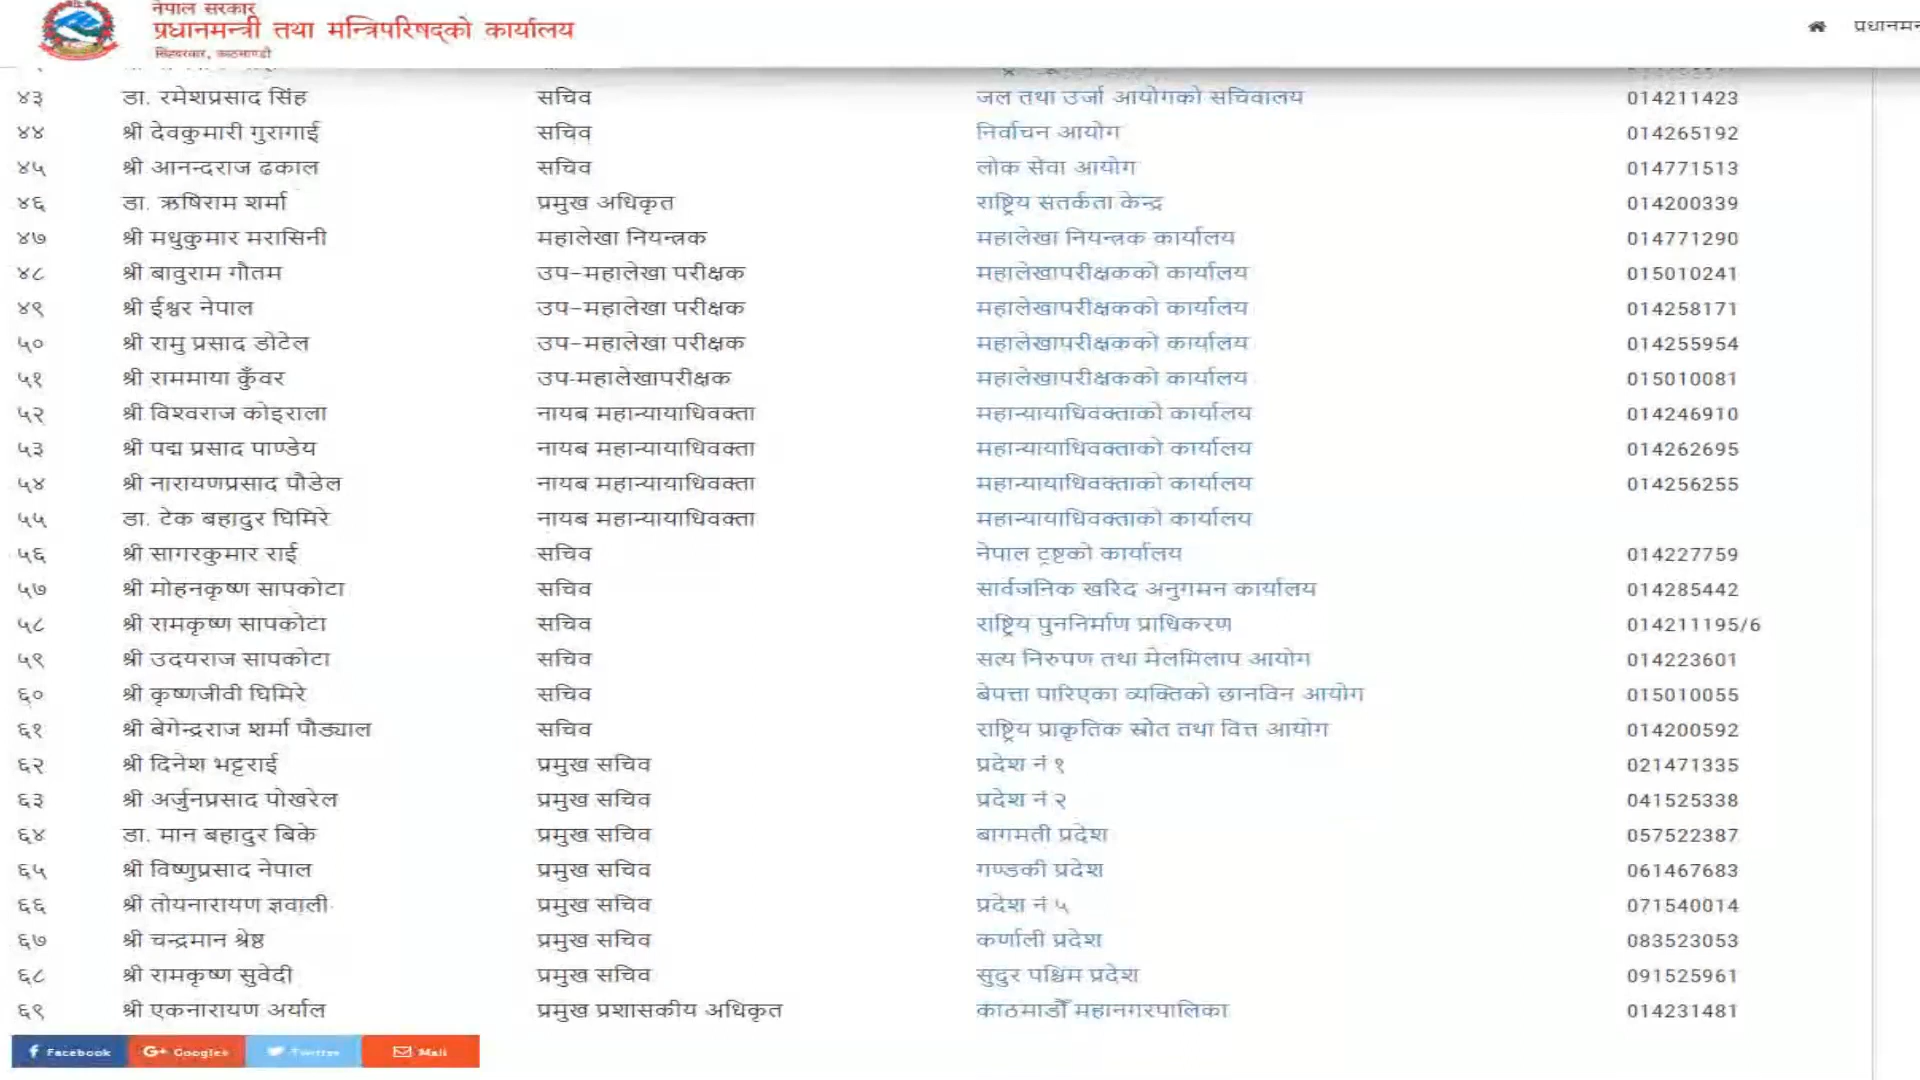 नेपाल सरकार
प्रधानमन्त्री तथा मन्त्रिपरिषद्को कार्यालय
सिंहदरबार, काठमाण्डौ
प्रधानमन
४३ डा. रमेशप्रसाद सिंह सचिव जल तथा उर्जा आयोगको सचिवालय 014211423
४४ श्री देवकुमारी गुरागाई सचिव निर्वाचन आयोग 014265192
४५ श्री आनन्दराज ढकाल सचिव लोक सेवा आयोग 014771513
४६ डा. ऋषिराम शर्मा प्रमुख अधिकृत राष्ट्रिय सतर्कता केन्द्र 014200339
४७ श्री मधुकुमार मरासिनी महालेखा नियन्त्रक महालेखा नियन्त्रक कार्यालय 014771290
४८ श्री बावुराम गौतम उप–महालेखा परीक्षक महालेखापरीक्षकको कार्यालय 015010241
४९ श्री ईश्वर नेपाल उप–महालेखा परीक्षक महालेखापरीक्षकको कार्यालय 014258171
५० श्री रामु प्रसाद डोटेल उप–महालेखा परीक्षक महालेखापरीक्षकको कार्यालय 014255954
५१ श्री राममाया कुँवर उप-महालेखापरीक्षक महालेखापरीक्षकको कार्यालय 015010081
५२ श्री विश्वराज कोइराला नायब महान्यायाधिवक्ता महान्यायाधिवक्ताको कार्यालय 014246910
५३ श्री पद्म प्रसाद पाण्डेय नायब महान्यायाधिवक्ता महान्यायाधिवक्ताको कार्यालय 014262695
५४ श्री नारायणप्रसाद पौडेल नायब महान्यायाधिवक्ता महान्यायाधिवक्ताको कार्यालय 014256255
५५ डा. टेक बहादुर घिमिरे नायब महान्यायाधिवक्ता महान्यायाधिवक्ताको कार्यालय
५६ श्री सागरकुमार राई सचिव नेपाल ट्रष्टको कार्यालय 014227759
५७ श्री मोहनकृष्ण सापकोटा सचिव सार्वजनिक खरिद अनुगमन कार्यालय 014285442
५८ श्री रामकृष्ण सापकोटा सचिव राष्ट्रिय पुननिर्माण प्राधिकरण 014211195/6
५९ श्री उदयराज सापकोटा सचिव सत्य निरुपण तथा मेलमिलाप आयोग 014223601
६० श्री कृष्णजीवी घिमिरे सचिव बेपत्ता पारिएका व्यक्तिको छानविन आयोग 015010055
६१ श्री बेगेन्द्रराज शर्मा पौड्याल सचिव राष्ट्रिय प्राकृतिक स्रोत तथा वित्त आयोग 014200592
६२ श्री दिनेश भट्टराई प्रमुख सचिव प्रदेश नं १ 021471335
६३ श्री अर्जुनप्रसाद पोखरेल प्रमुख सचिव प्रदेश नं २ 041525338
६४ डा. मान बहादुर बिके प्रमुख सचिव बागमती प्रदेश 057522387
६५ श्री विष्णुप्रसाद नेपाल प्रमुख सचिव गण्डकी प्रदेश 061467683
६६ श्री तोयनारायण ज्ञवाली प्रमुख सचिव प्रदेश नं ५ 071540014
६७ श्री चन्द्रमान श्रेष्ठ प्रमुख सचिव कर्णाली प्रदेश 083523053
६८ श्री रामकृष्ण सुवेदी प्रमुख सचिव सुदुर पश्चिम प्रदेश 091525961
६९ श्री एकनारायण अर्याल प्रमुख प्रशासकीय अधिकृत काठमाडौँ महानगरपालिका 014231481
Facebook G+ Google+ Twitter Mail